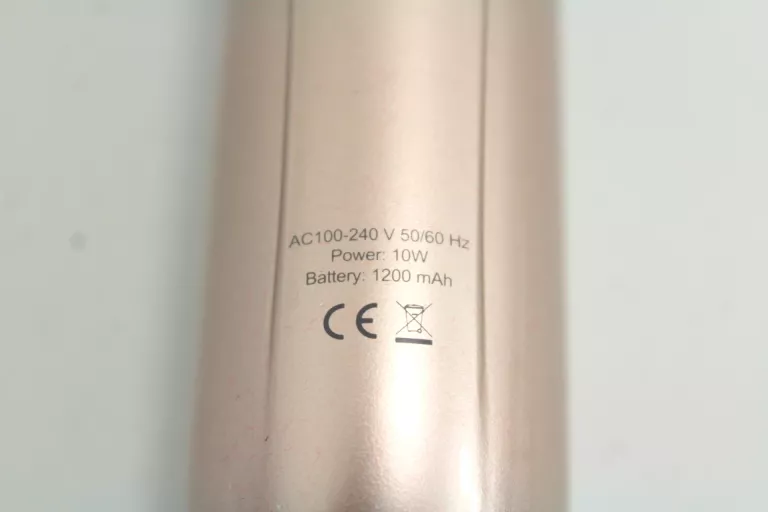 AC100-240 V 50/60 Hz
Power: 10W
Battery: 1200 mAh
CE